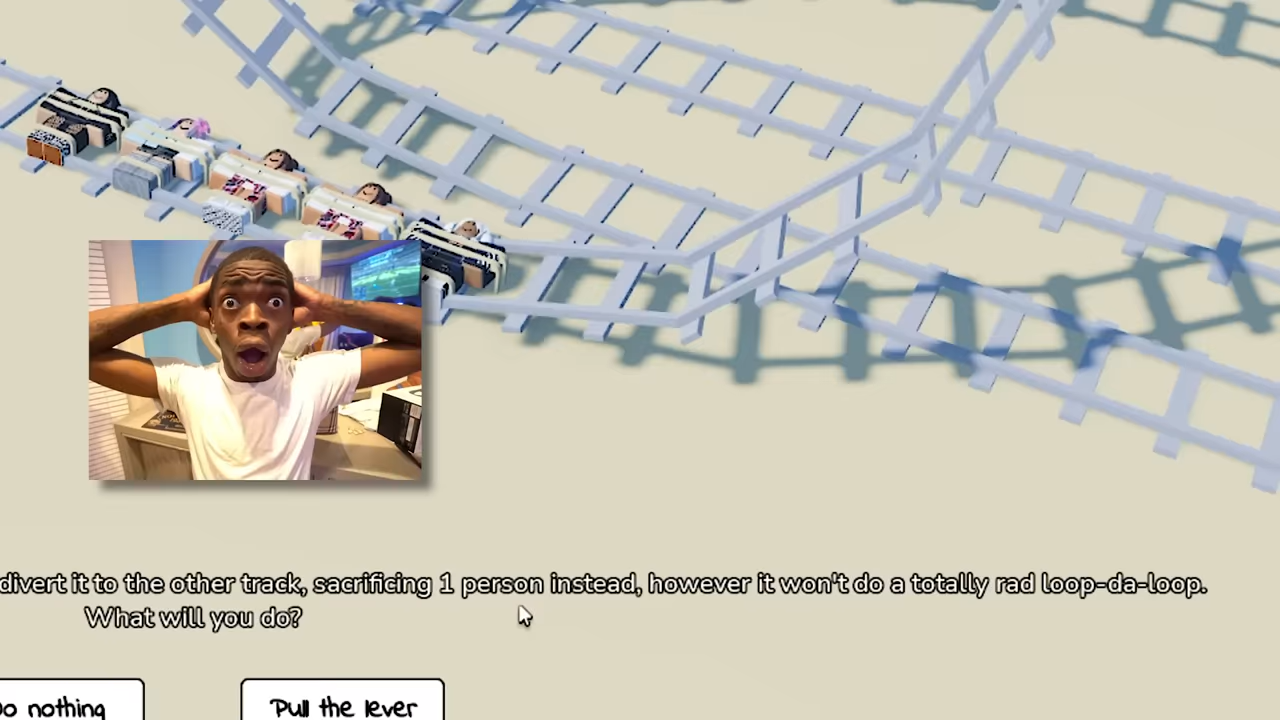 divert it to the other track, sacrificing 1 person instead, however it won't do a totally rad loop-da-loop.
What will you do?
Do nothing
Pull the lever